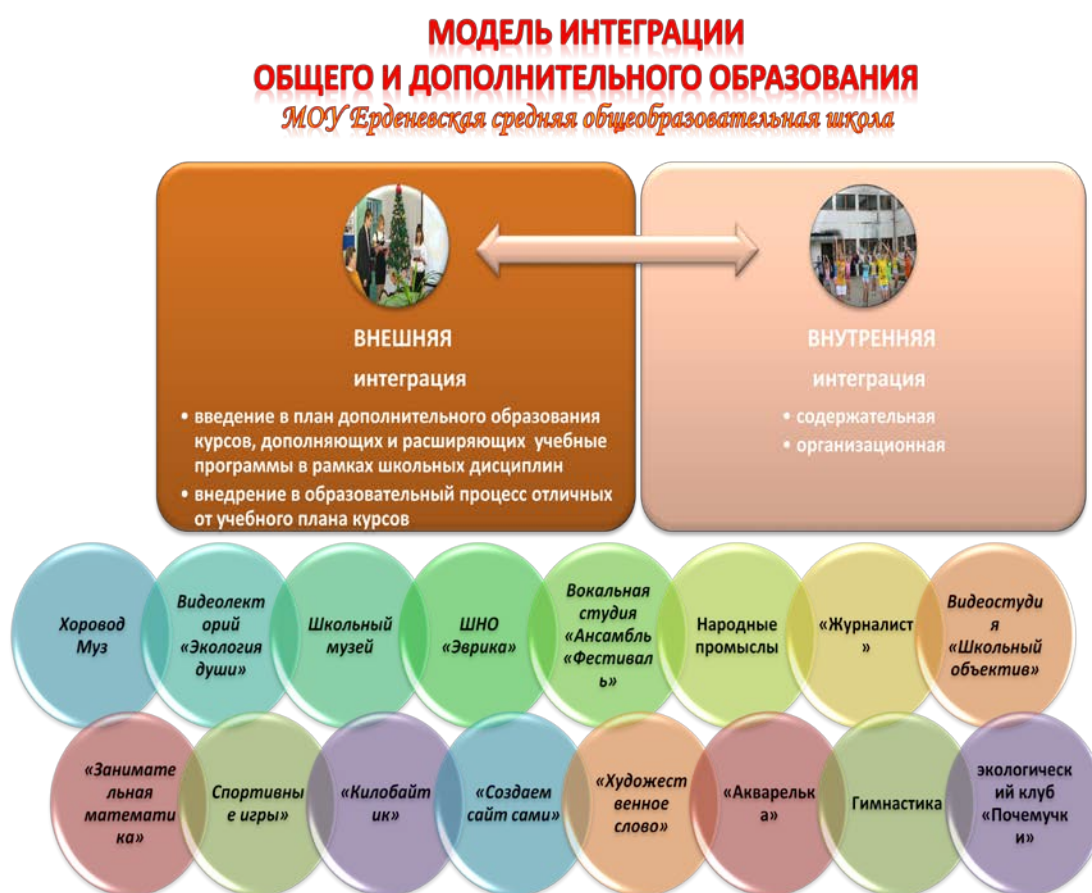 МОДЕЛЬ ИНТЕГРАЦИИ
ОБЩЕГО И ДОПОЛНИТЕЛЬНОГО ОБРАЗОВАНИЯ
МОУ Ерденевская средняя общеобразовательная школа
ВНЕШНЯЯ
интеграция
• введение в план дополнительного образования
курсов, дополняющих и расширяющих учебные
программы в рамках школьных дисциплин
• внедрение в образовательный процесс отличных
от учебного плана курсов
ВНУТРЕННЯЯ
интеграция
• содержательная
• организационная
Хоровод
Муз
Видеолект
орий
«Экология
души»
Школьный
музей
ШНО
«Эврика»
Вокальная
студия
«Ансамбль
«Фестивал
ь»
Народные
промыслы
«Журналист
»
Видеостуди
я
«Школьный
объектив»
«Занимате
льная
математи
ка»
Спортивны
е игры»
«Килобайт
ик»
«Создаем
сайт сами»
«Художест
венное
слово»
«Акварельк
а»
Гимнастика
экологическ
ий клуб
«Почемучк
и»